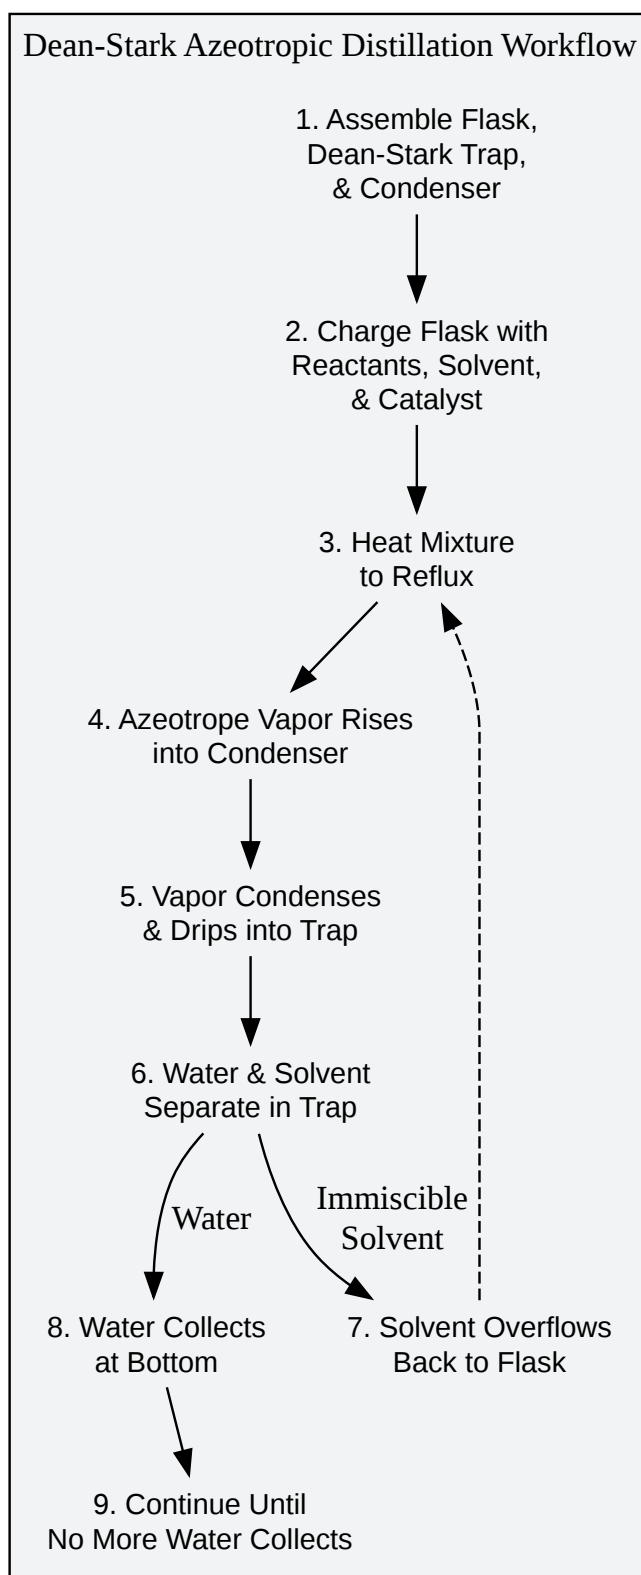 Dean-Stark Azeotropic Distillation Workflow
1. Assemble Flask,
Dean-Stark Trap,
& Condenser
2. Charge Flask with
Reactants, Solvent,
& Catalyst
3. Heat Mixture
to Reflux
4. Azeotrope Vapor Rises
into Condenser
5. Vapor Condenses
& Drips into Trap
6. Water & Solvent
Separate in Trap
Water
Immiscible
Solvent
8. Water Collects
at Bottom
7. Solvent Overflows
Back to Flask
9. Continue Until
No More Water Collects